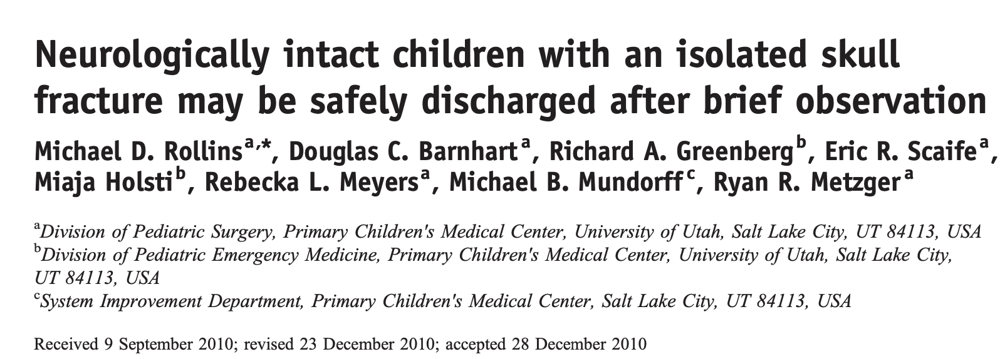 Neurologically intact children with an isolated skull
fracture may be safely discharged after brief observation
Michael D. Rollins a,*, Douglas C. Barnhart a, Richard A. Greenberg b, Eric R. Scaife a,
Miaja Holsti b, Rebecka L. Meyers a, Michael B. Mundorff c, Ryan R. Metzger a
a Division of Pediatric Surgery, Primary Children's Medical Center, University of Utah, Salt Lake City, UT 84113, USA
b Division of Pediatric Emergency Medicine, Primary Children's Medical Center, University of Utah, Salt Lake City,
UT 84113, USA
c System Improvement Department, Primary Children's Medical Center, Salt Lake City, UT 84113, USA
Received 9 September 2010; revised 23 December 2010; accepted 28 December 2010